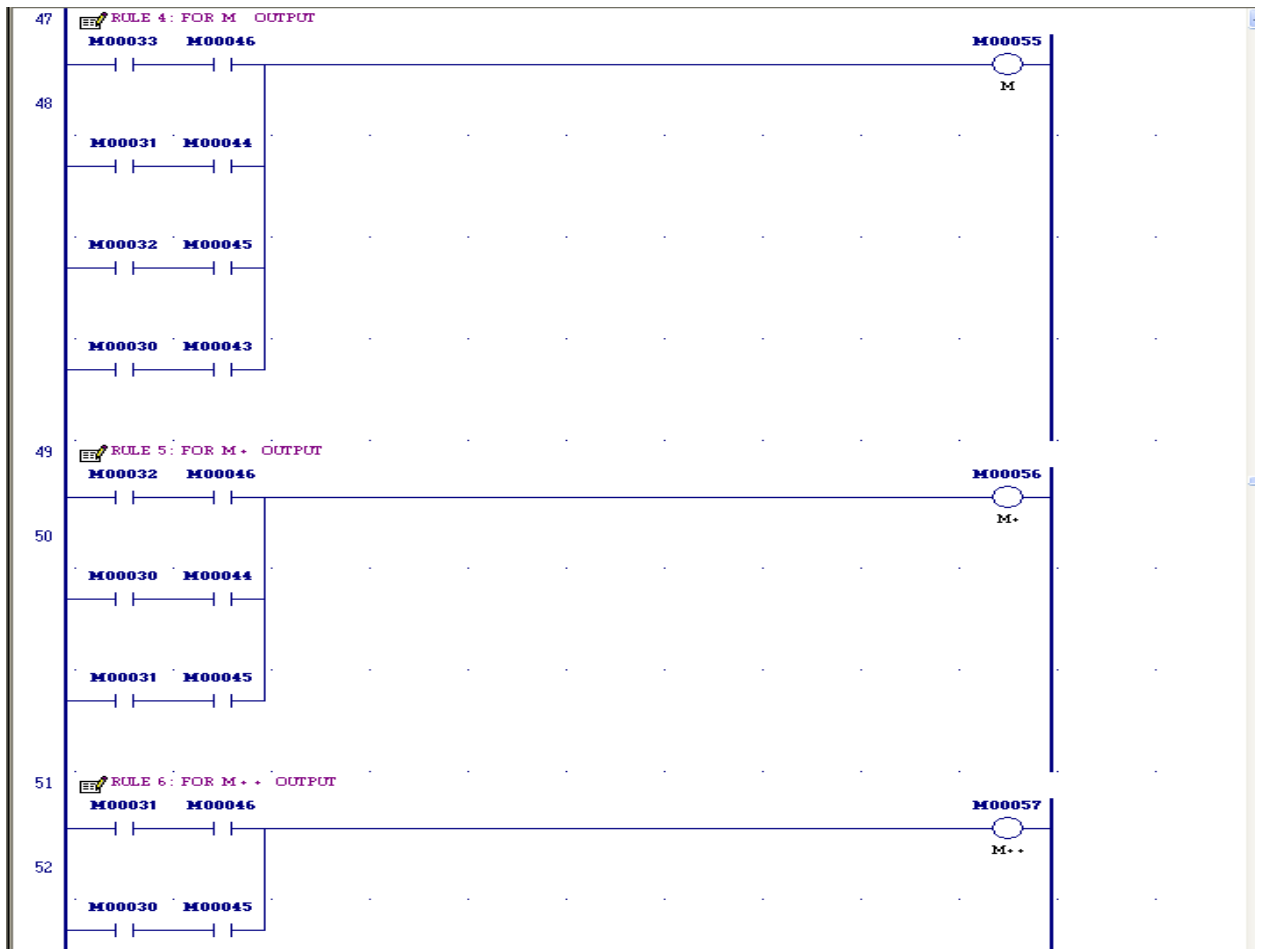 47 RULE 4: FOR M OUTPUT
M00033 M00046 M00055
M
48
M00031 M00044
M00032 M00045
M00030 M00043
49 RULE 5: FOR M+ OUTPUT
M00032 M00046 M00056
M+
50
M00030 M00044
M00031 M00045
51 RULE 6: FOR M++ OUTPUT
M00031 M00046 M00057
M++
52
M00030 M00045